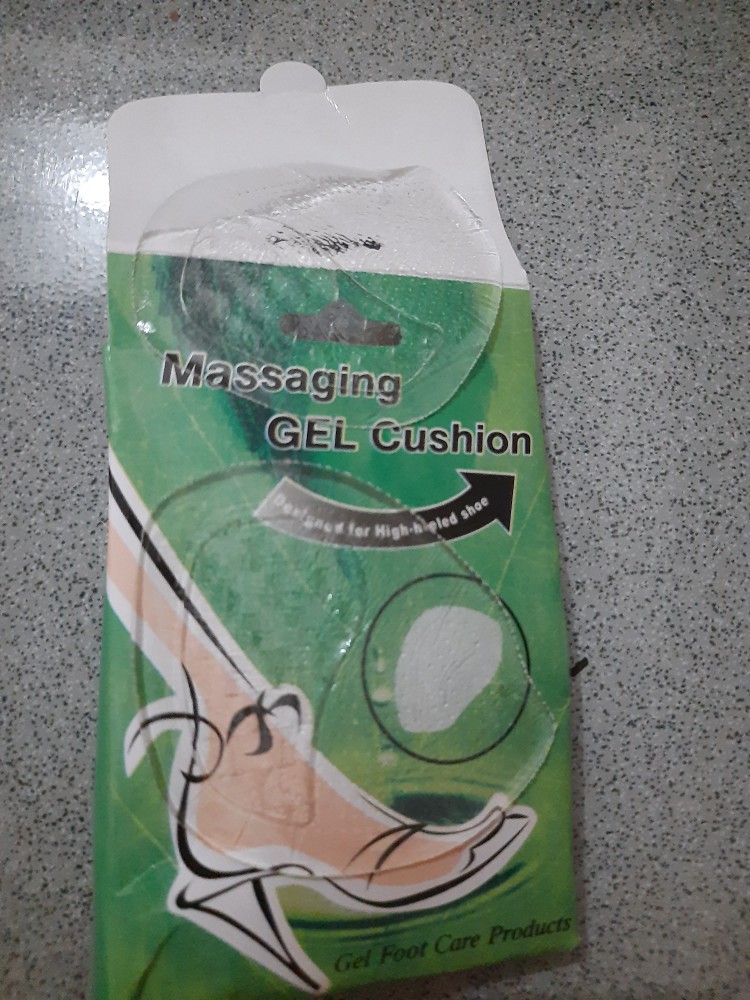 Massaging
GEL Cushion
Designed for High-heeled shoe
Gel Foot Care Products